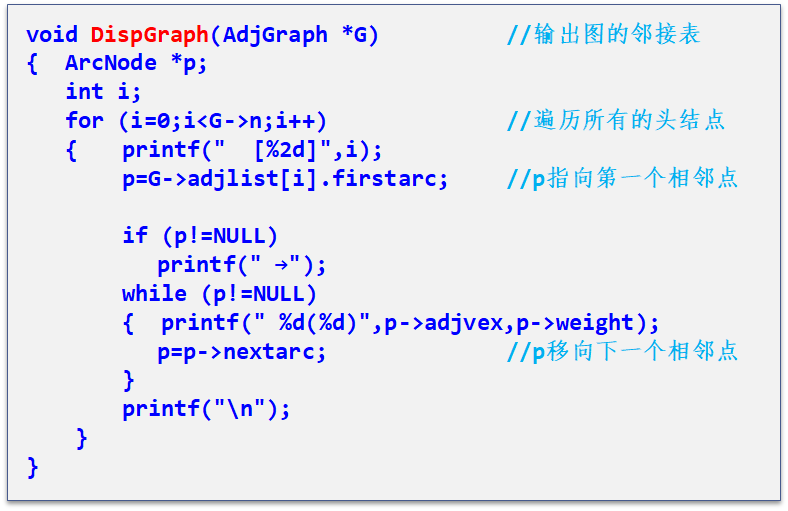 void DispGraph(AdjGraph *G) //输出图的邻接表
{ ArcNode *p;
int i;
for (i=0;i<G->n;i++) //遍历所有的头结点
{ printf("  [%2d]",i);
p=G->adjlist[i].firstarc; //p指向第一个相邻点
if (p!=NULL)
printf(" →");
while (p!=NULL)
{ printf(" %d(%d)",p->adjvex,p->weight);
p=p->nextarc; //p移向下一个相邻点
}
printf("\n");
}
}